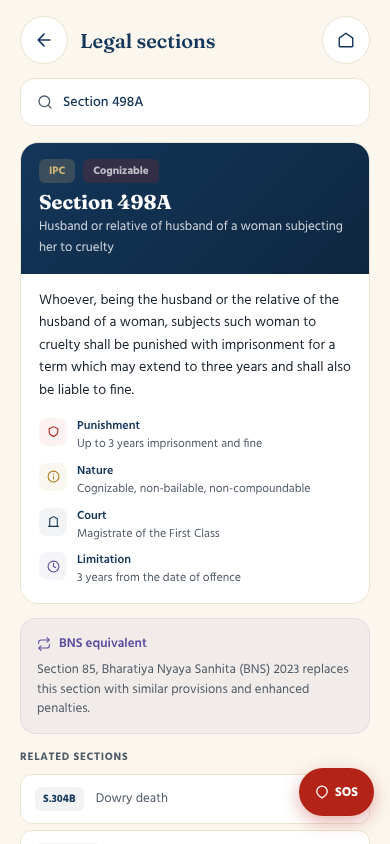 Legal sections
Section 498A
IPC
Cognizable
Section 498A
Husband or relative of husband of a woman subjecting
her to cruelty
Whoever, being the husband or the relative of the
husband of a woman, subjects such woman to
cruelty shall be punished with imprisonment for a
term which may extend to three years and shall also
be liable to fine.
Punishment
Up to 3 years imprisonment and fine
Nature
Cognizable, non-bailable, non-compoundable
Court
Magistrate of the First Class
Limitation
3 years from the date of offence
BNS equivalent
Section 85, Bharatiya Nyaya Sanhita (BNS) 2023 replaces
this section with similar provisions and enhanced
penalties.
RELATED SECTIONS
S.304B
Dowry death
SOS